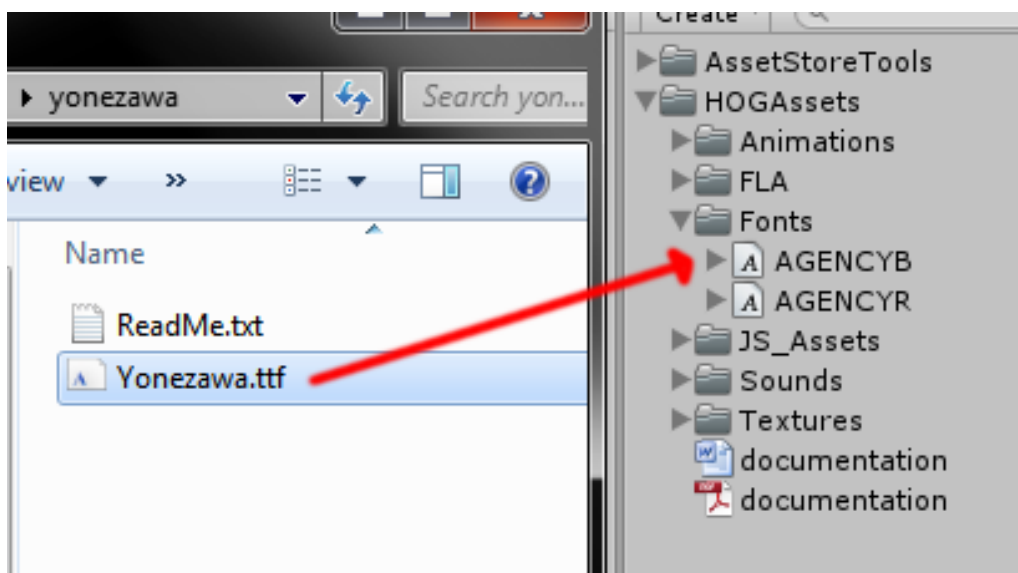 yonezawa
Search yon...
view
Name
ReadMe.txt
Yonezawa.ttf
Create
AssetStoreTools
HOGAssets
Animations
FLA
Fonts
AGENCYB
AGENCYR
JS_Assets
Sounds
Textures
documentation
documentation